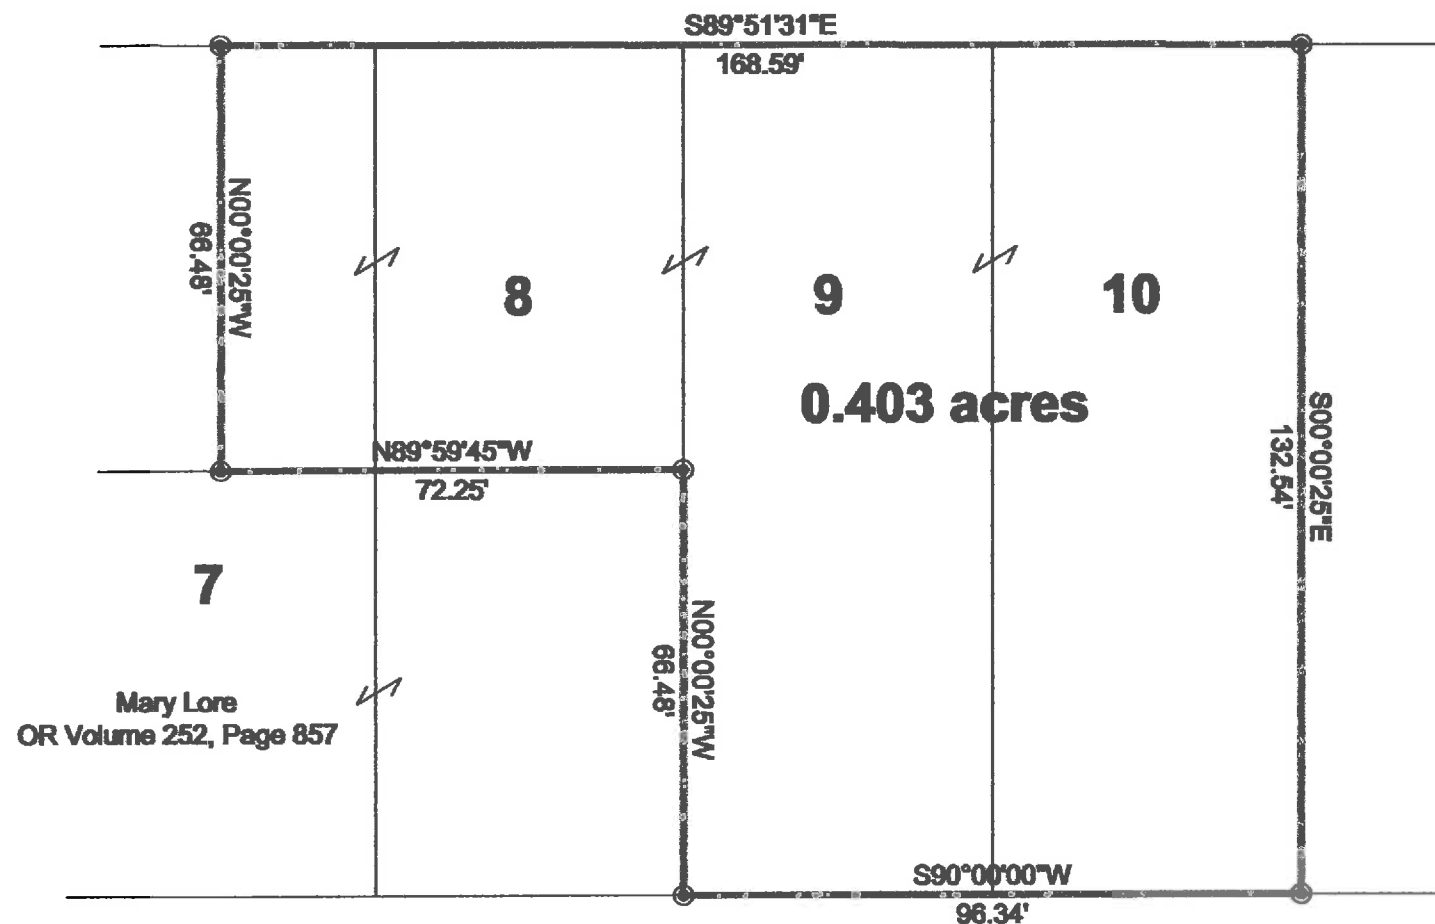 S89°51'31"E
168.59'
N00°00'25"W
66.48'
8
9
10
0.403 acres
S00°00'25"E
132.54'
N89°59'45"W
72.25'
7
N00°00'25"W
66.48'
Mary Lore
OR Volume 252, Page 857
S90°00'00"W
96.34'